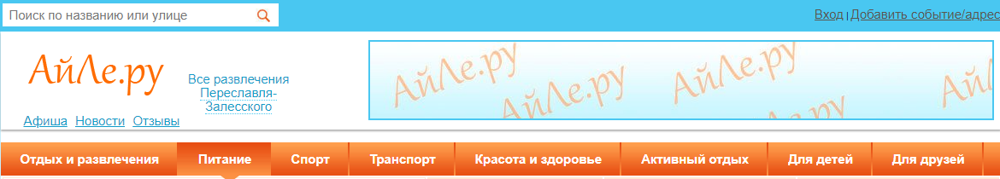 Поиск по названию или улице
Вход | Добавить событие/адрес
АйЛе.ру
Все развлечения
Переславля-
Залесского
Афиша Новости Отзывы
АйЛе.ру АйЛе.ру АйЛе.ру АйЛе.ру
Отдых и развлечения Питание Спорт Транспорт Красота и здоровье Активный отдых Для детей Для друзей